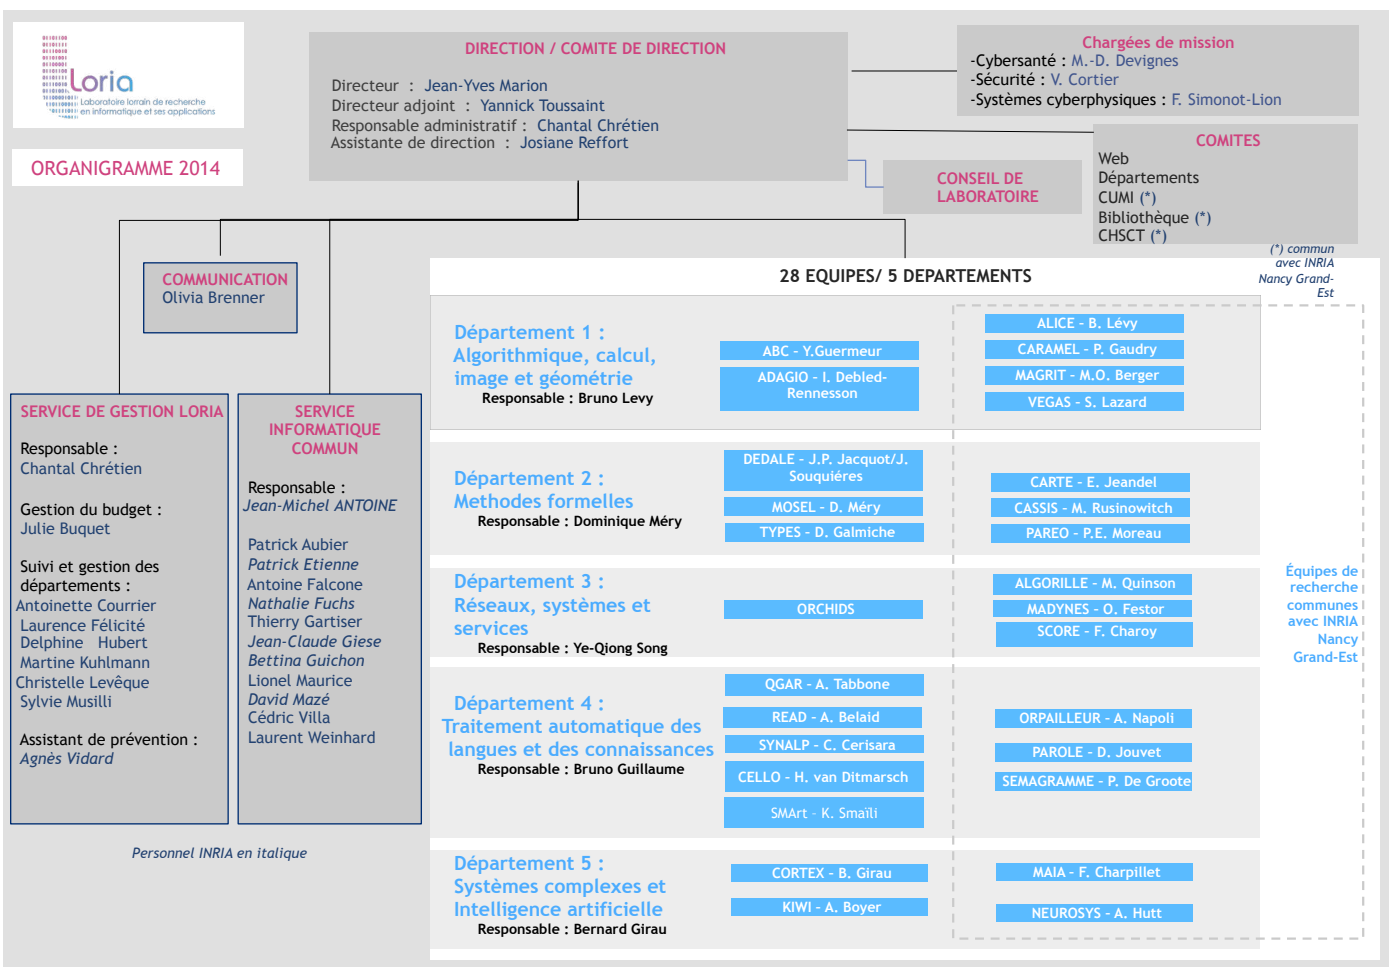 Loria
Laboratoire lorrain de recherche
en informatique et ses applications
ORGANIGRAMME 2014
DIRECTION / COMITE DE DIRECTION
Directeur : Jean-Yves Marion
Directeur adjoint : Yannick Toussaint
Responsable administratif : Chantal Chrétien
Assistante de direction : Josiane Reffort
Chargées de mission
-Cybersanté : M.-D. Devignes
-Sécurité : V. Cortier
-Systèmes cyberphysiques : F. Simonot-Lion
COMITES
Web
Départements
CUMI (*)
Bibliothèque (*)
CHSCT (*)
(*) commun
avec INRIA
Nancy Grand-
Est
CONSEIL DE
LABORATOIRE
COMMUNICATION
Olivia Brenner
SERVICE DE GESTION LORIA
Responsable :
Chantal Chrétien
Gestion du budget :
Julie Buquet
Suivi et gestion des
départements :
Antoinette Courrier
Laurence Félicité
Delphine Hubert
Martine Kuhlmann
Christelle Levêque
Sylvie Musilli
Assistant de prévention :
Agnès Vidard
SERVICE
INFORMATIQUE
COMMUN
Responsable :
Jean-Michel ANTOINE
Patrick Aubier
Patrick Etienne
Antoine Falcone
Nathalie Fuchs
Thierry Gartiser
Jean-Claude Giese
Bettina Guichon
Lionel Maurice
David Mazé
Cédric Villa
Laurent Weinhard
Personnel INRIA en italique
28 EQUIPES/ 5 DEPARTEMENTS
Département 1 :
Algorithmique, calcul,
image et géométrie
Responsable : Bruno Levy
ABC - Y.Guermeur
ADAGIO - I. Debled-
Rennesson
ALICE - B. Lévy
CARAMEL - P. Gaudry
MAGRIT - M.O. Berger
VEGAS - S. Lazard
Département 2 :
Methodes formelles
Responsable : Dominique Méry
DEDALE - J.P. Jacquot/J.
Souquiéres
MOSEL - D. Méry
TYPES - D. Galmiche
CARTE - E. Jeandel
CASSIS - M. Rusinowitch
PAREO - P.E. Moreau
Département 3 :
Réseaux, systèmes et
services
Responsable : Ye-Qiong Song
ORCHIDS
ALGORILLE - M. Quinson
MADYNES - O. Festor
SCORE - F. Charoy
Équipes de
recherche
communes
avec INRIA
Nancy
Grand-Est
Département 4 :
Traitement automatique des
langues et des connaissances
Responsable : Bruno Guillaume
QGAR - A. Tabbone
READ - A. Belaid
SYNALP - C. Cerisara
CELLO - H. van Ditmarsch
SMArt - K. Smaïli
ORPAILLEUR - A. Napoli
PAROLE - D. Jouvet
SEMAGRAMME - P. De Groote
Département 5 :
Systèmes complexes et
Intelligence artificielle
Responsable : Bernard Girau
CORTEX - B. Girau
KIWI - A. Boyer
MAIA - F. Charpillet
NEUROSYS - A. Hutt